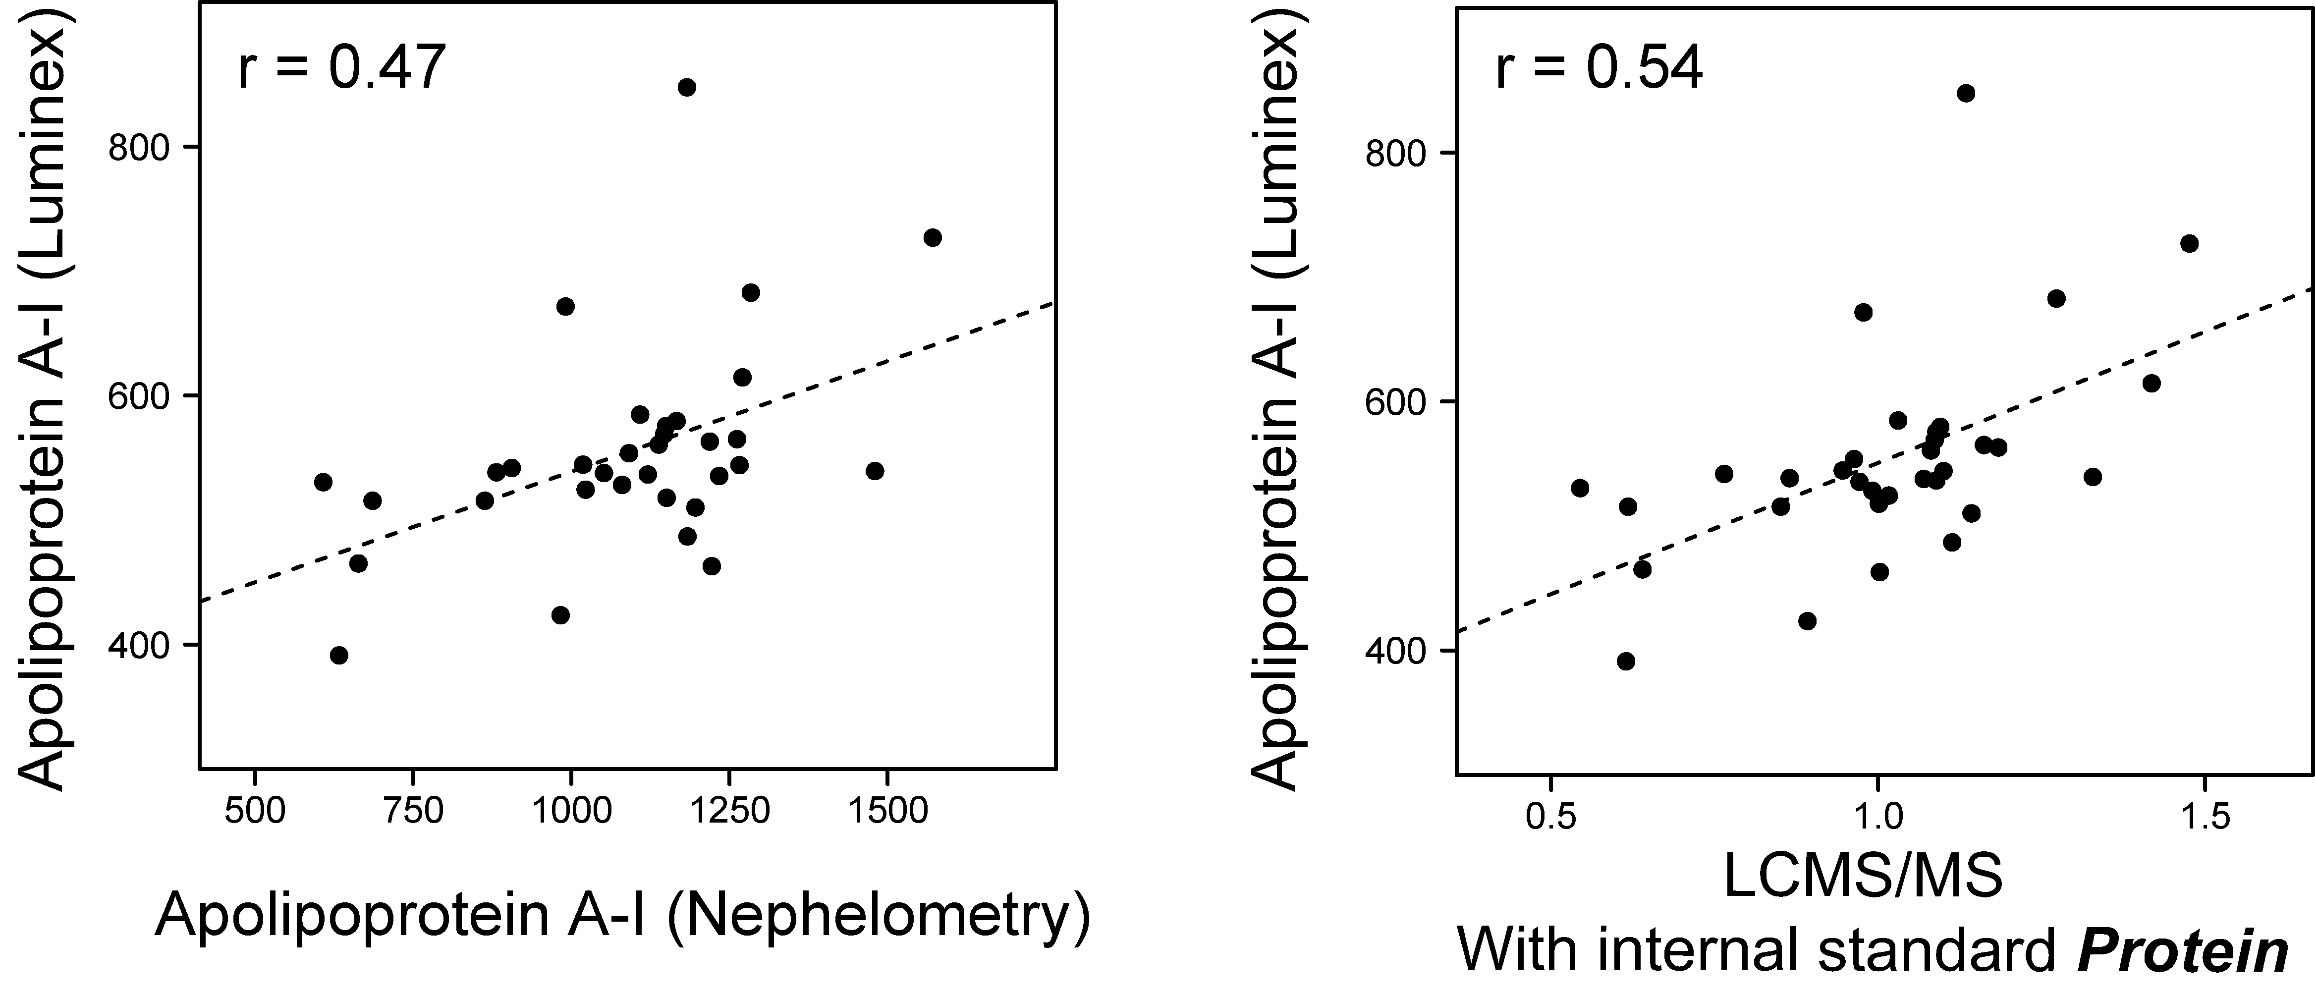 Apolipoprotein A-I (Luminex)
r = 0.47
800
600
400
500 750 1000 1250 1500
Apolipoprotein A-I (Nephelometry)
Apolipoprotein A-I (Luminex)
r = 0.54
800
600
400
0.5 1.0 1.5
LCMS/MS
With internal standard Protein